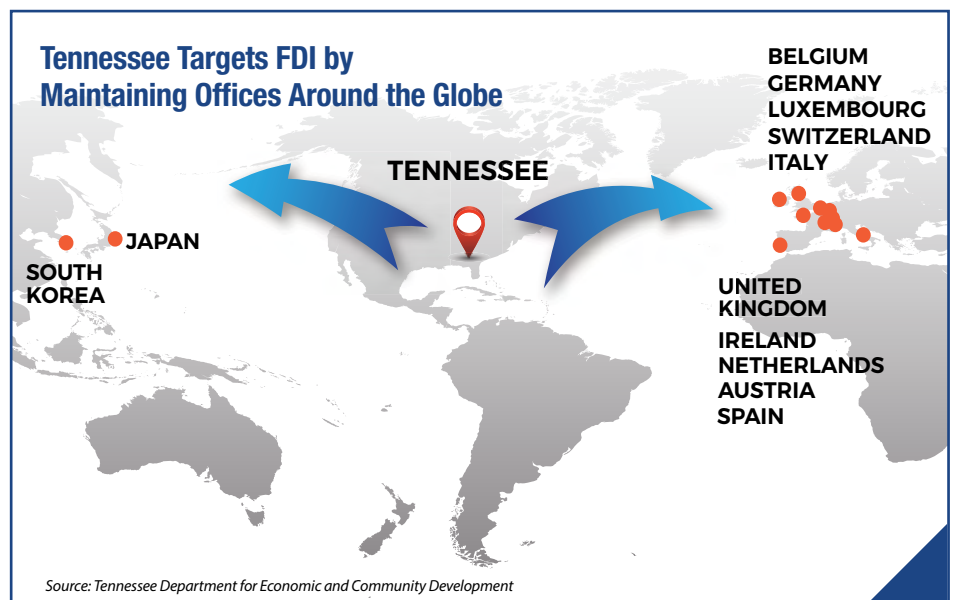 Tennessee Targets FDI by
Maintaining Offices Around the Globe
BELGIUM
GERMANY
LUXEMBOURG
SWITZERLAND
ITALY
TENNESSEE
JAPAN
SOUTH
KOREA
UNITED
KINGDOM
IRELAND
NETHERLANDS
AUSTRIA
SPAIN
Source: Tennessee Department for Economic and Community Development